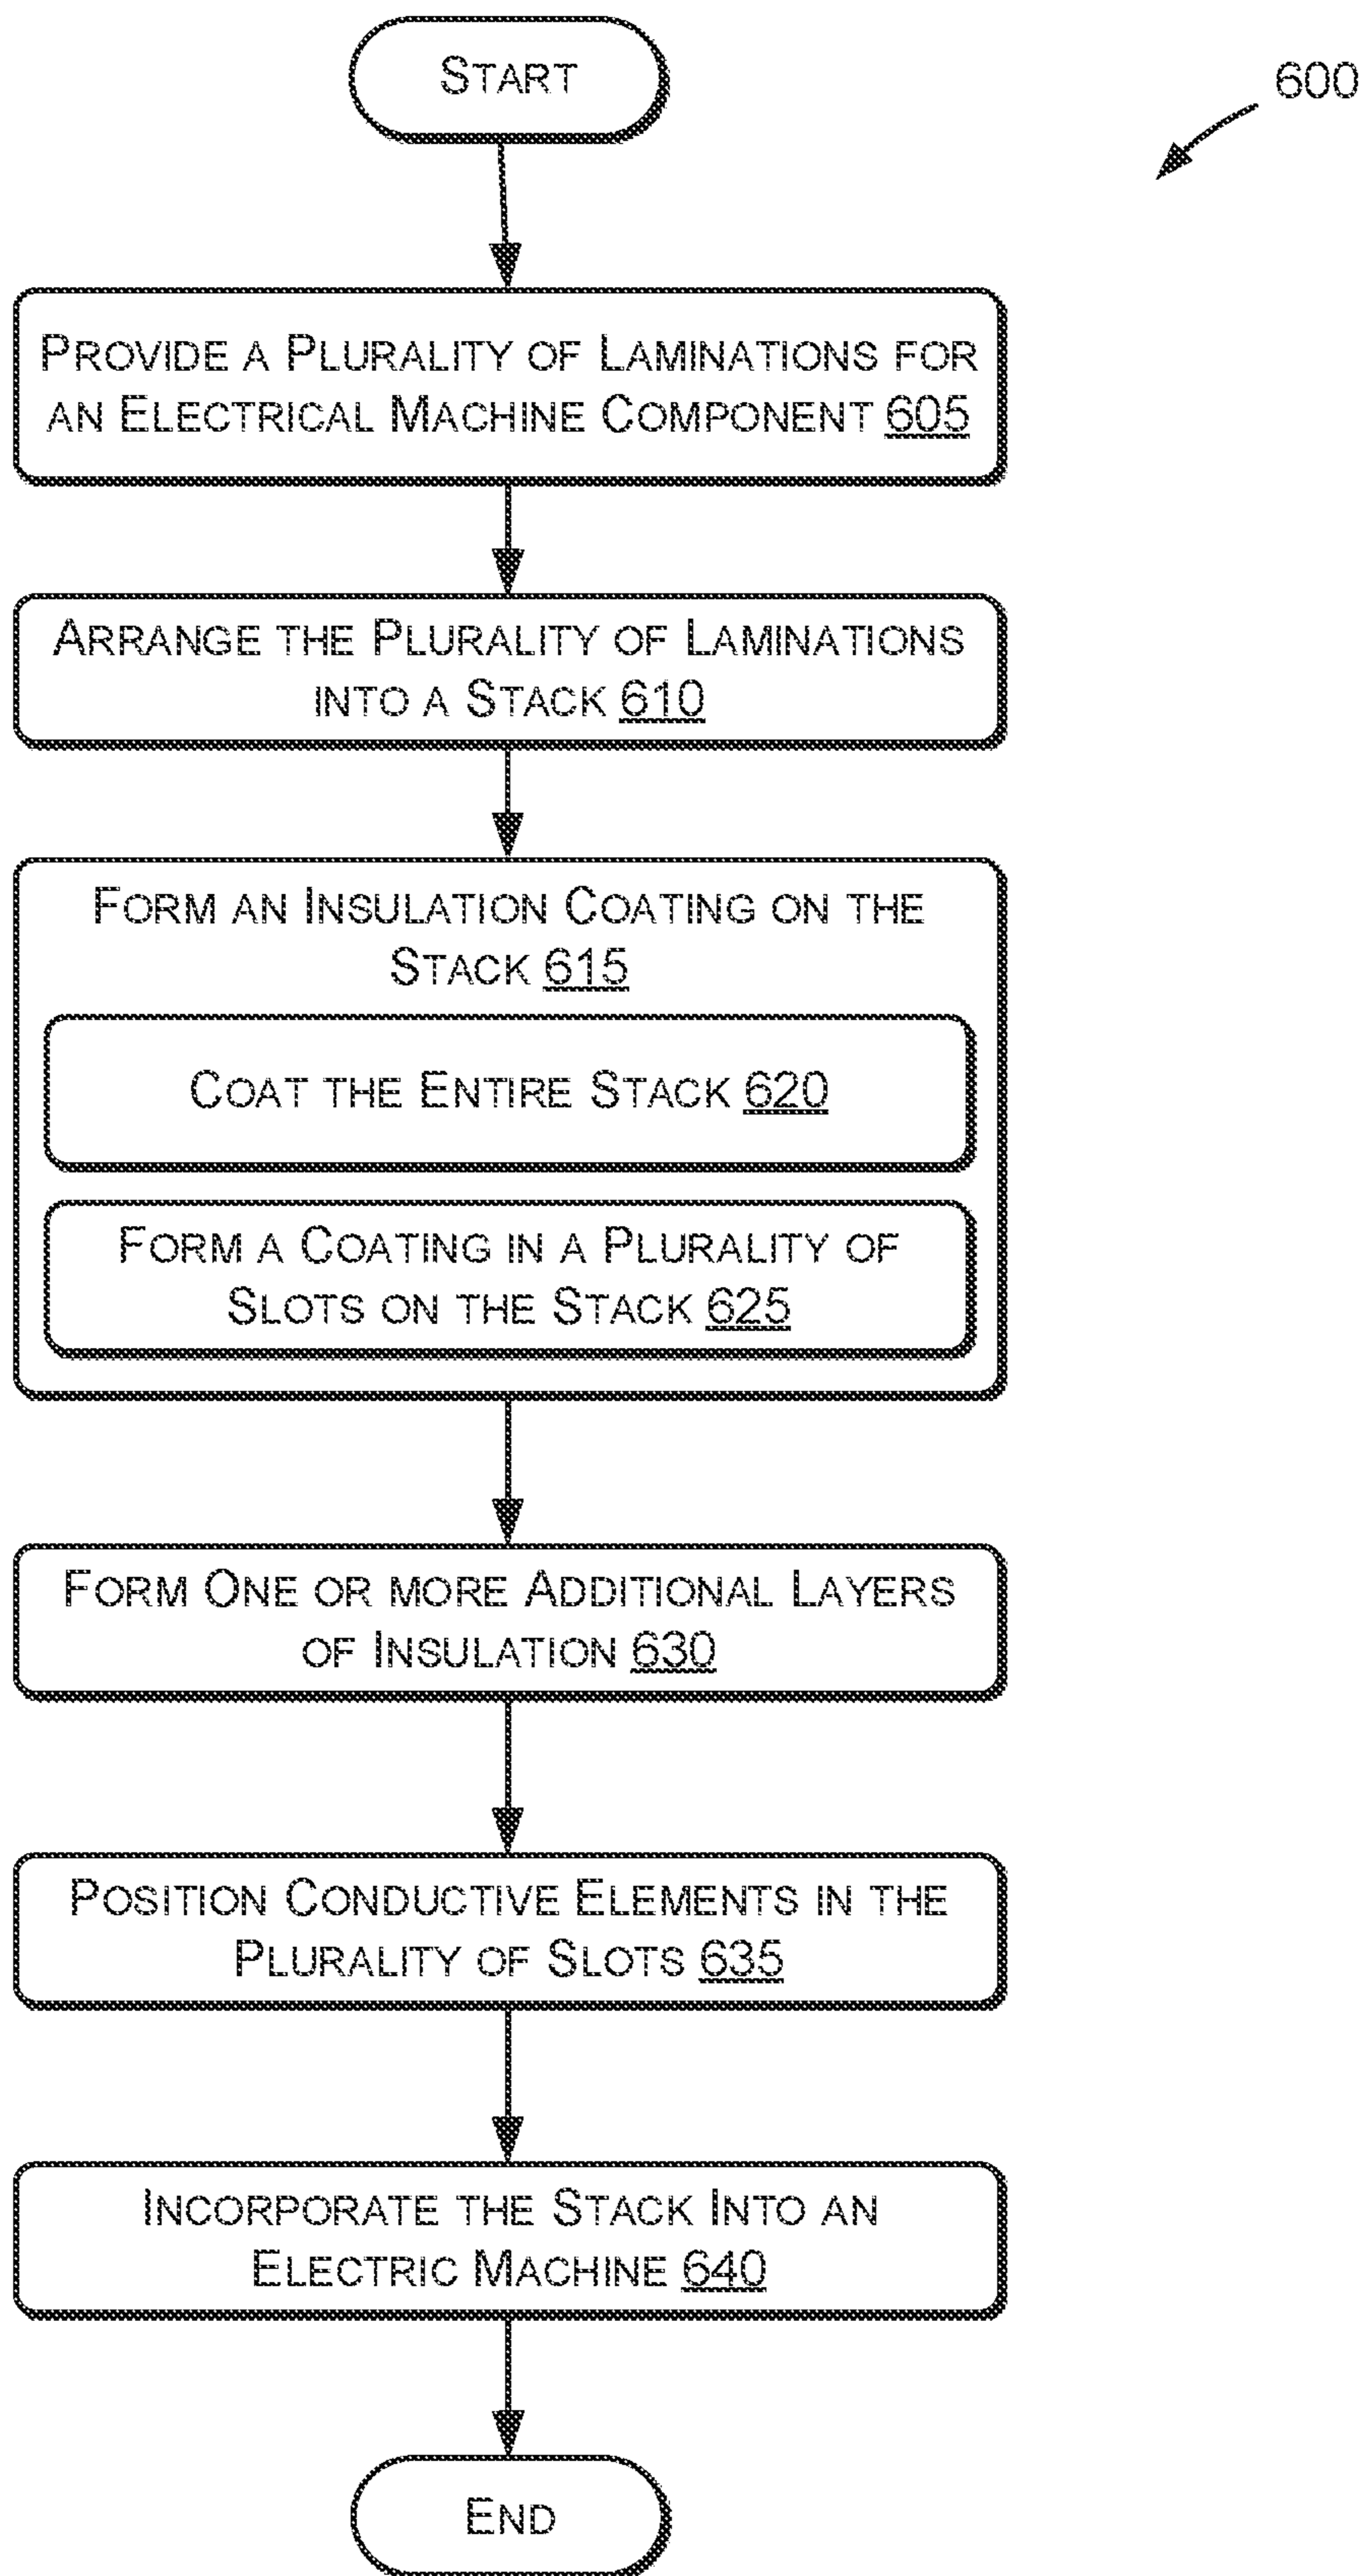 START
600
PROVIDE A PLURALITY OF LAMINATIONS FOR
AN ELECTRICAL MACHINE COMPONENT 605
ARRANGE THE PLURALITY OF LAMINATIONS
INTO A STACK 610
FORM AN INSULATION COATING ON THE
STACK 615
COAT THE ENTIRE STACK 620
FORM A COATING IN A PLURALITY OF
SLOTS ON THE STACK 625
FORM ONE OR MORE ADDITIONAL LAYERS
OF INSULATION 630
POSITION CONDUCTIVE ELEMENTS IN THE
PLURALITY OF SLOTS 635
INCORPORATE THE STACK INTO AN
ELECTRIC MACHINE 640
END